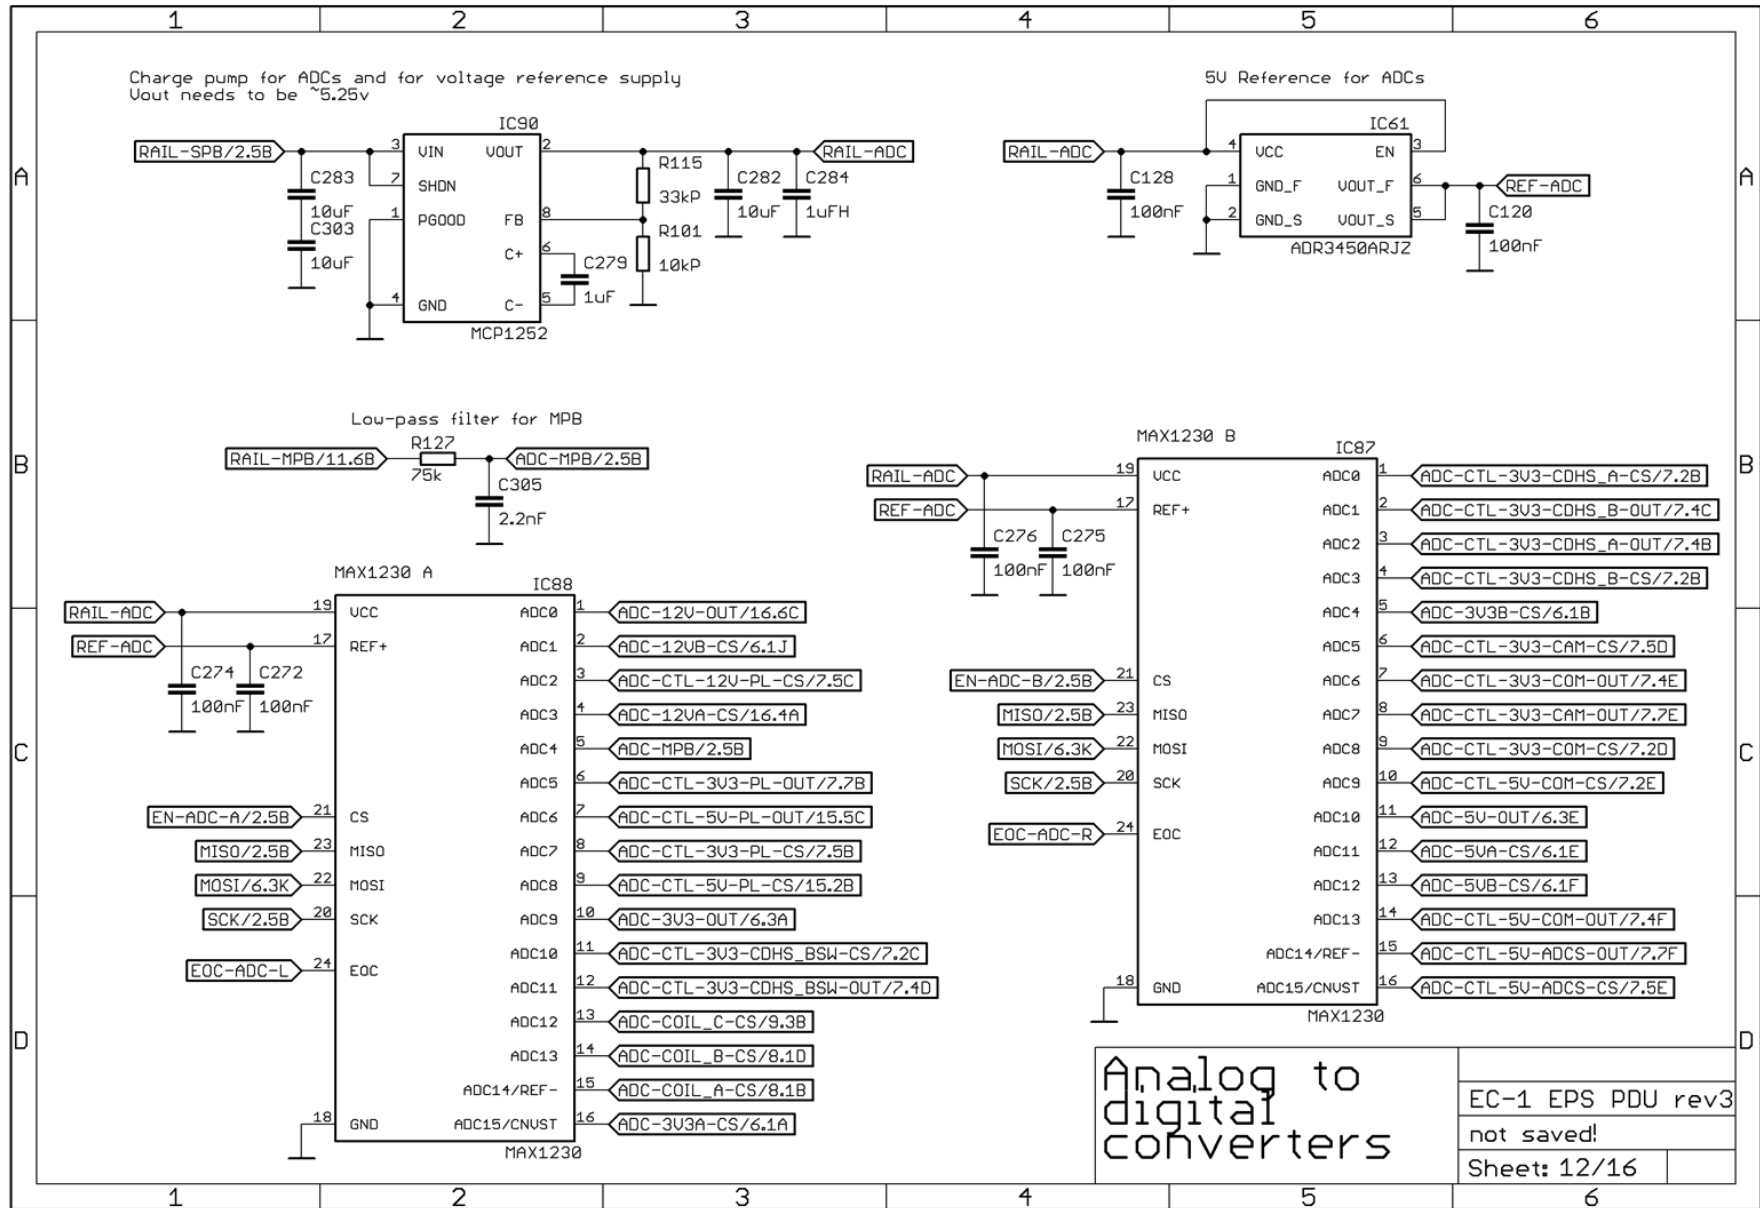 1 2 3 4 5 6
A
B
C
D
Charge pump for ADCs and for voltage reference supply
Vout needs to be ~5.25v
IC90
RAIL-SPB/2.5B
3 VIN
VOUT 2
RAIL-ADC
7 SHDN
1 PGOOD
FB 8
C+ 6
4 GND
C- 5
MCP1252
C283
10uF
C303
10uF
R115
33kP
R101
10kP
C279
1uF
C282
10uF
C284
1uFH
5V Reference for ADCs
IC61
RAIL-ADC
4 VCC
EN 3
1 GND_F
VOUT_F 6
REF-ADC
2 GND_S
VOUT_S 5
ADR3450ARJZ
C128
100nF
C120
100nF
Low-pass filter for MPB
RAIL-MPB/11.6B
R127
75k
ADC-MPB/2.5B
C305
2.2nF
MAX1230 A
IC88
RAIL-ADC
19 VCC
REF-ADC
17 REF+
C274
100nF
C272
100nF
EN-ADC-A/2.5B
21 CS
MISO/2.5B
23 MISO
MOSI/6.3K
22 MOSI
SCK/2.5B
20 SCK
EOC-ADC-L
24 EOC
18 GND
ADC0 1 ADC-12V-OUT/16.6C
ADC1 2 ADC-12VB-CS/6.1J
ADC2 3 ADC-CTL-12V-PL-CS/7.5C
ADC3 4 ADC-12VA-CS/16.4A
ADC4 5 ADC-MPB/2.5B
ADC5 6 ADC-CTL-3V3-PL-OUT/7.7B
ADC6 7 ADC-CTL-5V-PL-OUT/15.5C
ADC7 8 ADC-CTL-3V3-PL-CS/7.5B
ADC8 9 ADC-CTL-5V-PL-CS/15.2B
ADC9 10 ADC-3V3-OUT/6.3A
ADC10 11 ADC-CTL-3V3-CDHS_BSW-CS/7.2C
ADC11 12 ADC-CTL-3V3-CDHS_BSW-OUT/7.4D
ADC12 13 ADC-COIL_C-CS/9.3B
ADC13 14 ADC-COIL_B-CS/8.1D
ADC14/REF- 15 ADC-COIL_A-CS/8.1B
ADC15/CNVST 16 ADC-3V3A-CS/6.1A
MAX1230
MAX1230 B
IC87
RAIL-ADC
19 VCC
REF-ADC
17 REF+
C276
100nF
C275
100nF
EN-ADC-B/2.5B
21 CS
MISO/2.5B
23 MISO
MOSI/6.3K
22 MOSI
SCK/2.5B
20 SCK
EOC-ADC-R
24 EOC
18 GND
ADC0 1 ADC-CTL-3V3-CDHS_A-CS/7.2B
ADC1 2 ADC-CTL-3V3-CDHS_B-OUT/7.4C
ADC2 3 ADC-CTL-3V3-CDHS_A-OUT/7.4B
ADC3 4 ADC-CTL-3V3-CDHS_B-CS/7.2B
ADC4 5 ADC-3V3B-CS/6.1B
ADC5 6 ADC-CTL-3V3-CAM-CS/7.5D
ADC6 7 ADC-CTL-3V3-COM-OUT/7.4E
ADC7 8 ADC-CTL-3V3-CAM-OUT/7.7E
ADC8 9 ADC-CTL-3V3-COM-CS/7.2D
ADC9 10 ADC-CTL-5V-COM-CS/7.2E
ADC10 11 ADC-5V-OUT/6.3E
ADC11 12 ADC-5VA-CS/6.1E
ADC12 13 ADC-5VB-CS/6.1F
ADC13 14 ADC-CTL-5V-COM-OUT/7.4F
ADC14/REF- 15 ADC-CTL-5V-ADCS-OUT/7.7F
ADC15/CNVST 16 ADC-CTL-5V-ADCS-CS/7.5E
MAX1230
Analog to
digital
converters
EC-1 EPS PDU rev3
not saved!
Sheet: 12/16
A
B
C
D
1 2 3 4 5 6